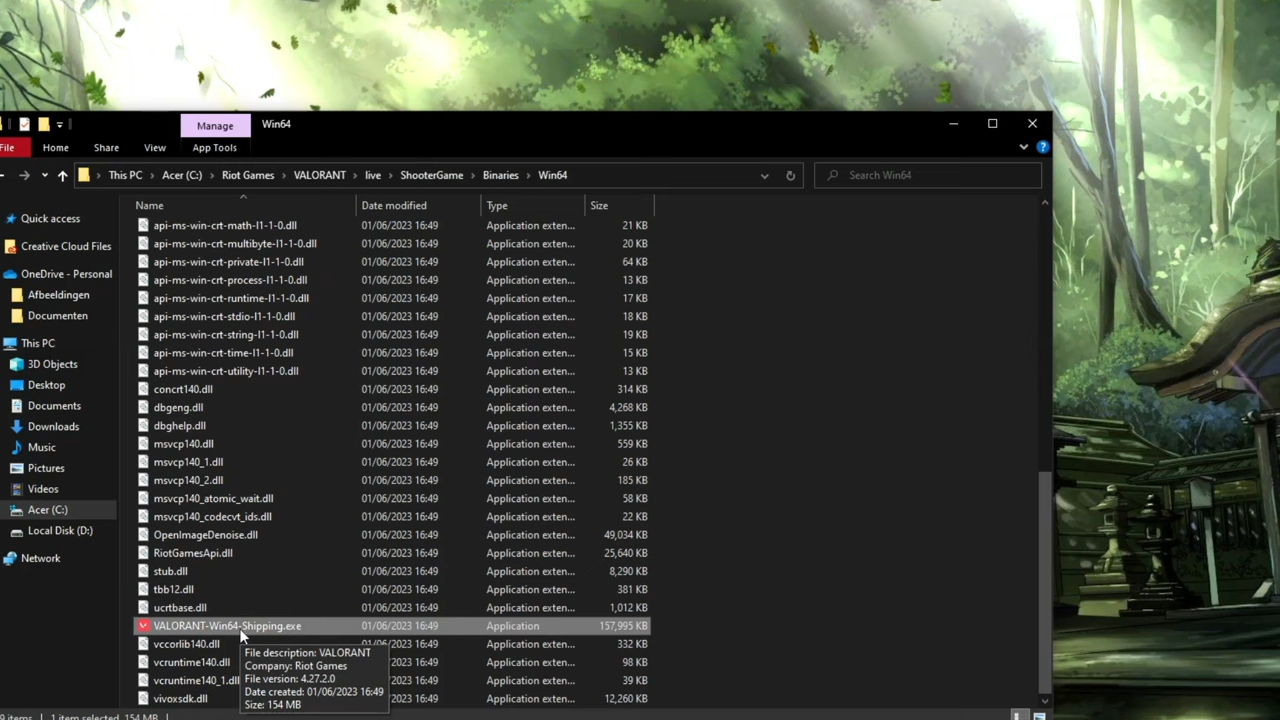 Manage
Win64
File
Home
Share
View
App Tools
This PC > Acer (C:) > Riot Games > VALORANT > live > ShooterGame > Binaries > Win64
Search Win64
Name Date modified Type Size
Quick access
Creative Cloud Files
OneDrive - Personal
Afbeeldingen
Documenten
This PC
3D Objects
Desktop
Documents
Downloads
Music
Pictures
Videos
Acer (C:)
Local Disk (D:)
Network
api-ms-win-crt-math-l1-1-0.dll 01/06/2023 16:49 Application exten... 21 KB
api-ms-win-crt-multibyte-l1-1-0.dll 01/06/2023 16:49 Application exten... 20 KB
api-ms-win-crt-private-l1-1-0.dll 01/06/2023 16:49 Application exten... 64 KB
api-ms-win-crt-process-l1-1-0.dll 01/06/2023 16:49 Application exten... 13 KB
api-ms-win-crt-runtime-l1-1-0.dll 01/06/2023 16:49 Application exten... 17 KB
api-ms-win-crt-stdio-l1-1-0.dll 01/06/2023 16:49 Application exten... 18 KB
api-ms-win-crt-string-l1-1-0.dll 01/06/2023 16:49 Application exten... 19 KB
api-ms-win-crt-time-l1-1-0.dll 01/06/2023 16:49 Application exten... 15 KB
api-ms-win-crt-utility-l1-1-0.dll 01/06/2023 16:49 Application exten... 13 KB
concrt140.dll 01/06/2023 16:49 Application exten... 314 KB
dbgeng.dll 01/06/2023 16:49 Application exten... 4,268 KB
dbghelp.dll 01/06/2023 16:49 Application exten... 1,355 KB
msvcp140.dll 01/06/2023 16:49 Application exten... 559 KB
msvcp140_1.dll 01/06/2023 16:49 Application exten... 26 KB
msvcp140_2.dll 01/06/2023 16:49 Application exten... 185 KB
msvcp140_atomic_wait.dll 01/06/2023 16:49 Application exten... 58 KB
msvcp140_codecvt_ids.dll 01/06/2023 16:49 Application exten... 22 KB
OpenImageDenoise.dll 01/06/2023 16:49 Application exten... 49,034 KB
RiotGamesApi.dll 01/06/2023 16:49 Application exten... 25,640 KB
stub.dll 01/06/2023 16:49 Application exten... 8,290 KB
tbb12.dll 01/06/2023 16:49 Application exten... 381 KB
ucrtbase.dll 01/06/2023 16:49 Application exten... 1,012 KB
VALORANT-Win64-Shipping.exe 01/06/2023 16:49 Application 157,995 KB
vccorlib140.dll 01/06/2023 16:49 Application exten... 332 KB
vcruntime140.dll Application exten... 98 KB
vcruntime140_1.dll Application exten... 39 KB
vivoxsdk.dll Application exten... 12,260 KB
File description: VALORANT
Company: Riot Games
File version: 4.27.2.0
Date created: 01/06/2023 16:49
Size: 154 MB
items 1 item selected 154 MB